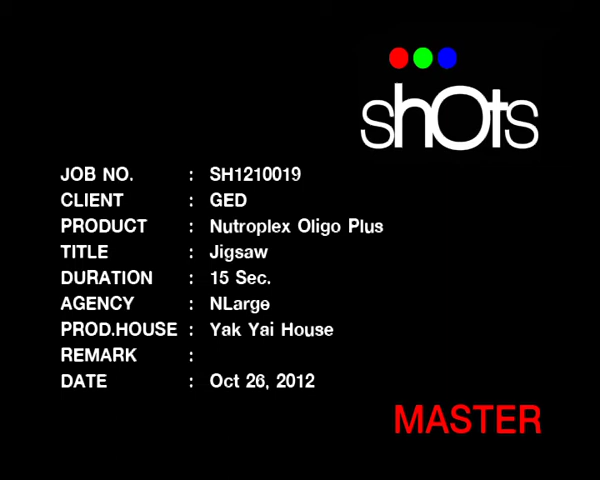 shots
JOB NO. : SH1210019
CLIENT : GED
PRODUCT : Nutroplex Oligo Plus
TITLE : Jigsaw
DURATION : 15 Sec.
AGENCY : NLarge
PROD.HOUSE : Yak Yai House
REMARK :
DATE : Oct 26, 2012
MASTER